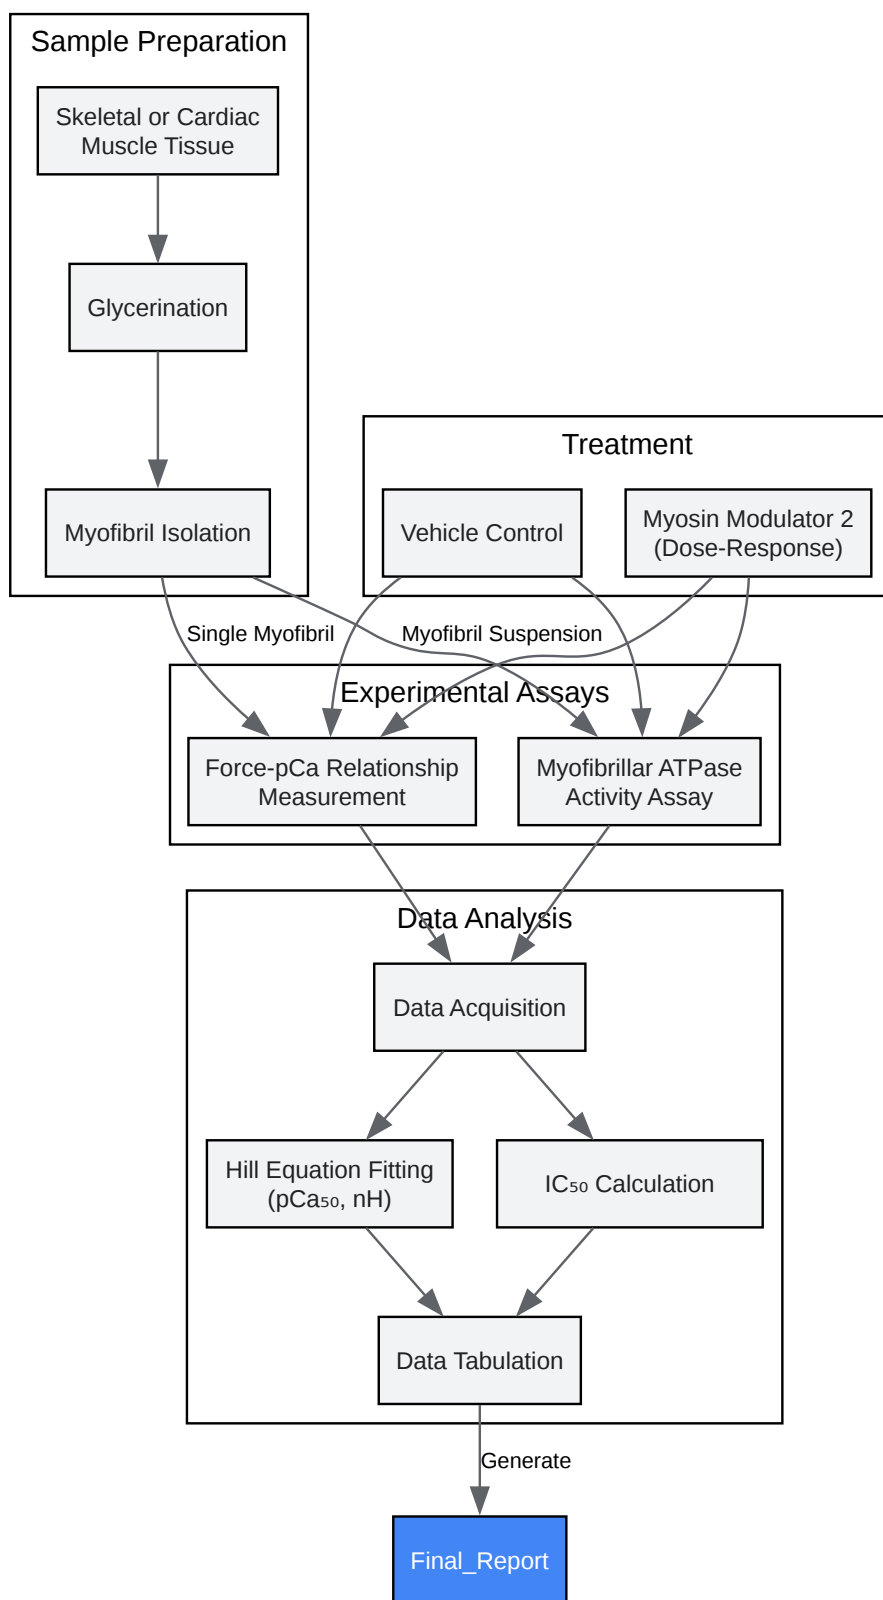 Sample Preparation
Skeletal or Cardiac
Muscle Tissue
Glycerination
Treatment
Myofibril Isolation
Vehicle Control
Myosin Modulator 2
(Dose-Response)
Single Myofibril
Myofibril Suspension
Experimental Assays
Force-pCa Relationship
Measurement
Myofibrillar ATPase
Activity Assay
Data Analysis
Data Acquisition
Hill Equation Fitting
(pCa₅₀, nH)
IC₅₀ Calculation
Data Tabulation
Generate
Final_Report